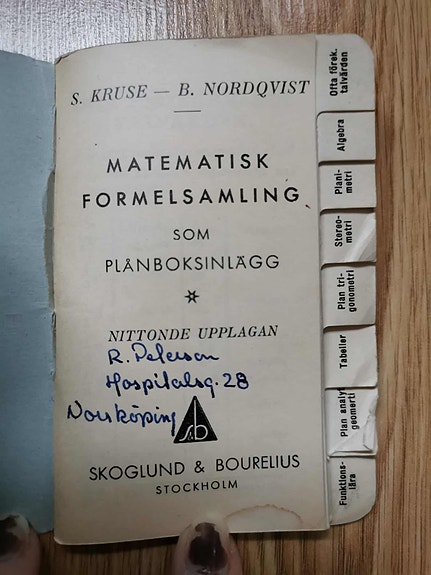 S. KRUSE — B. NORDQVIST
MATEMATISK
FORMELSAMLING
SOM
PLÅNBOKSINLÄGG
NITTONDE UPPLAGAN
R. Peterson
Hospitalsg. 28
Norrköping
S&B
SKOGLUND & BOURELIUS
STOCKHOLM
Ofta förek.
talvärden
Algebra
Plani-
metri
Stereo-
metri
Plan tri-
gonometri
Tabeller
Plan analyt
geometri
Funktions-
lära